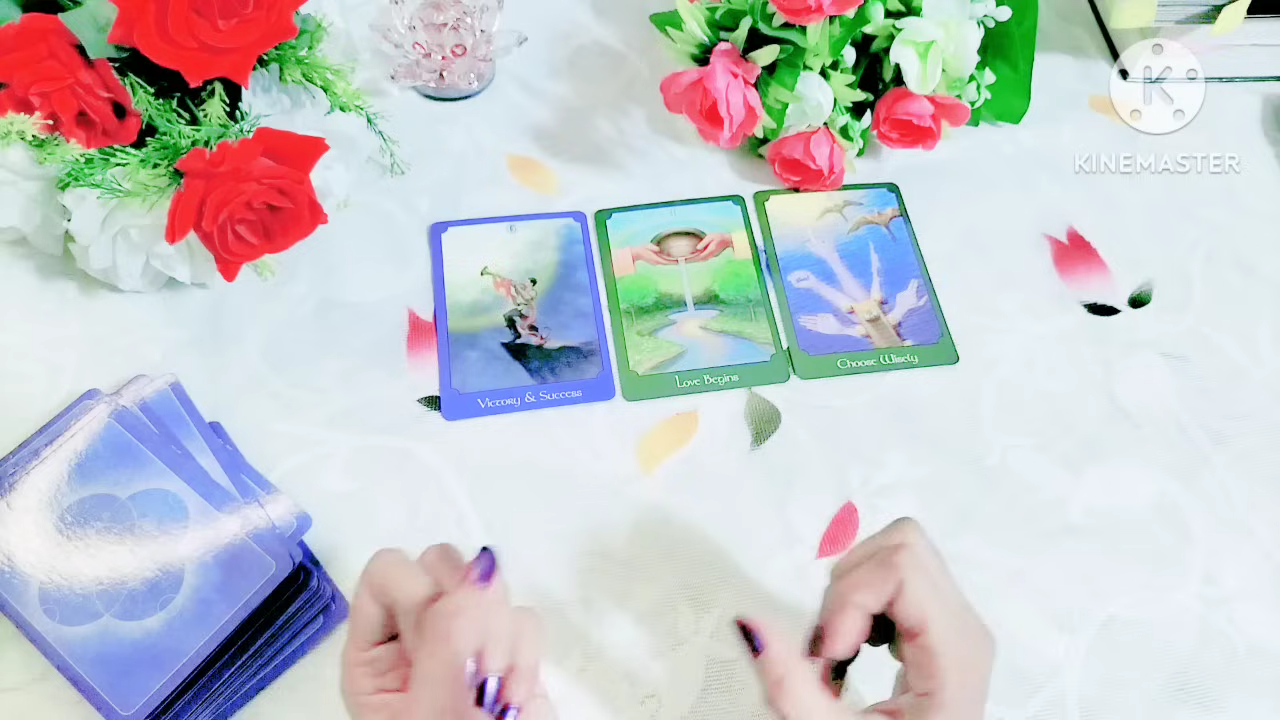 K
KINEMASTER
Victory & Success
Love Begins
Choose Wisely